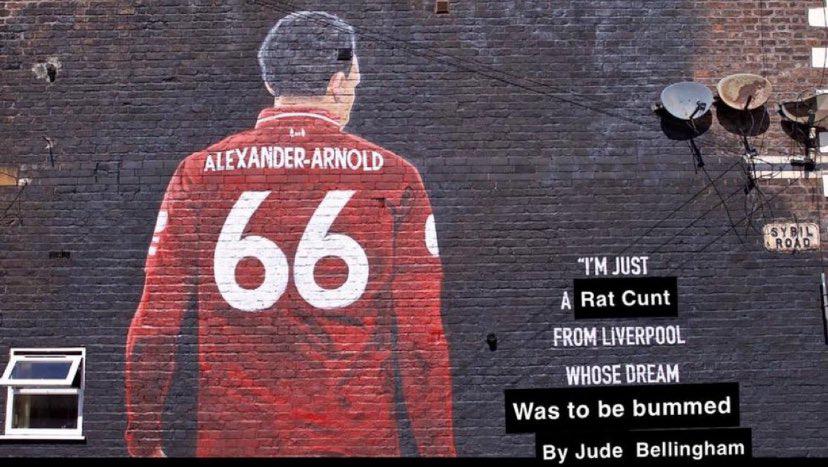 ALEXANDER-ARNOLD
66
SYBIL
ROAD
"I'M JUST
A Rat Cunt
FROM LIVERPOOL
WHOSE DREAM
Was to be bummed
By Jude Bellingham